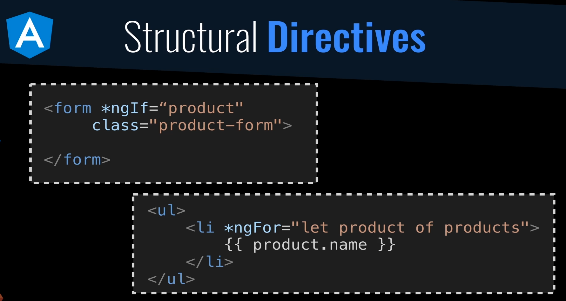 A
Structural Directives
<form *ngIf=“product"
class="product-form">
</form>
<ul>
<li *ngFor="let product of products">
{{ product.name }}
</li>
</ul>